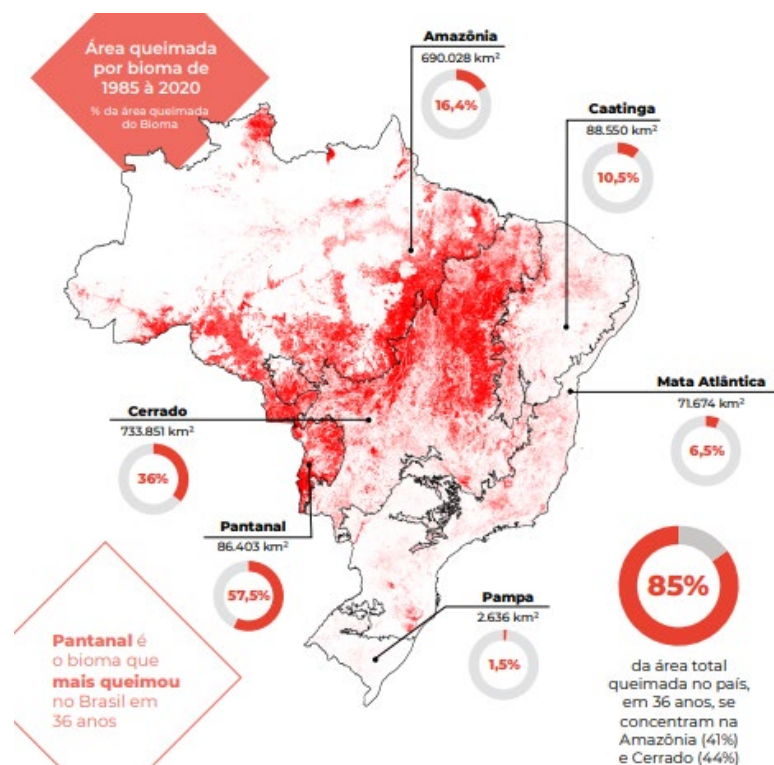 Área queimada
por bioma de
1985 à 2020
% da área queimada
do Bioma
Amazônia
690.028 km²
16,4%
Caatinga
88.550 km²
10,5%
Mata Atlântica
71.674 km²
6,5%
Cerrado
733.851 km²
36%
Pantanal
86.403 km²
57,5%
Pampa
2.636 km²
1,5%
Pantanal é
o bioma que
mais queimou
no Brasil em
36 anos
85%
da área total
queimada no país,
em 36 anos, se
concentram na
Amazônia (41%)
e Cerrado (44%)